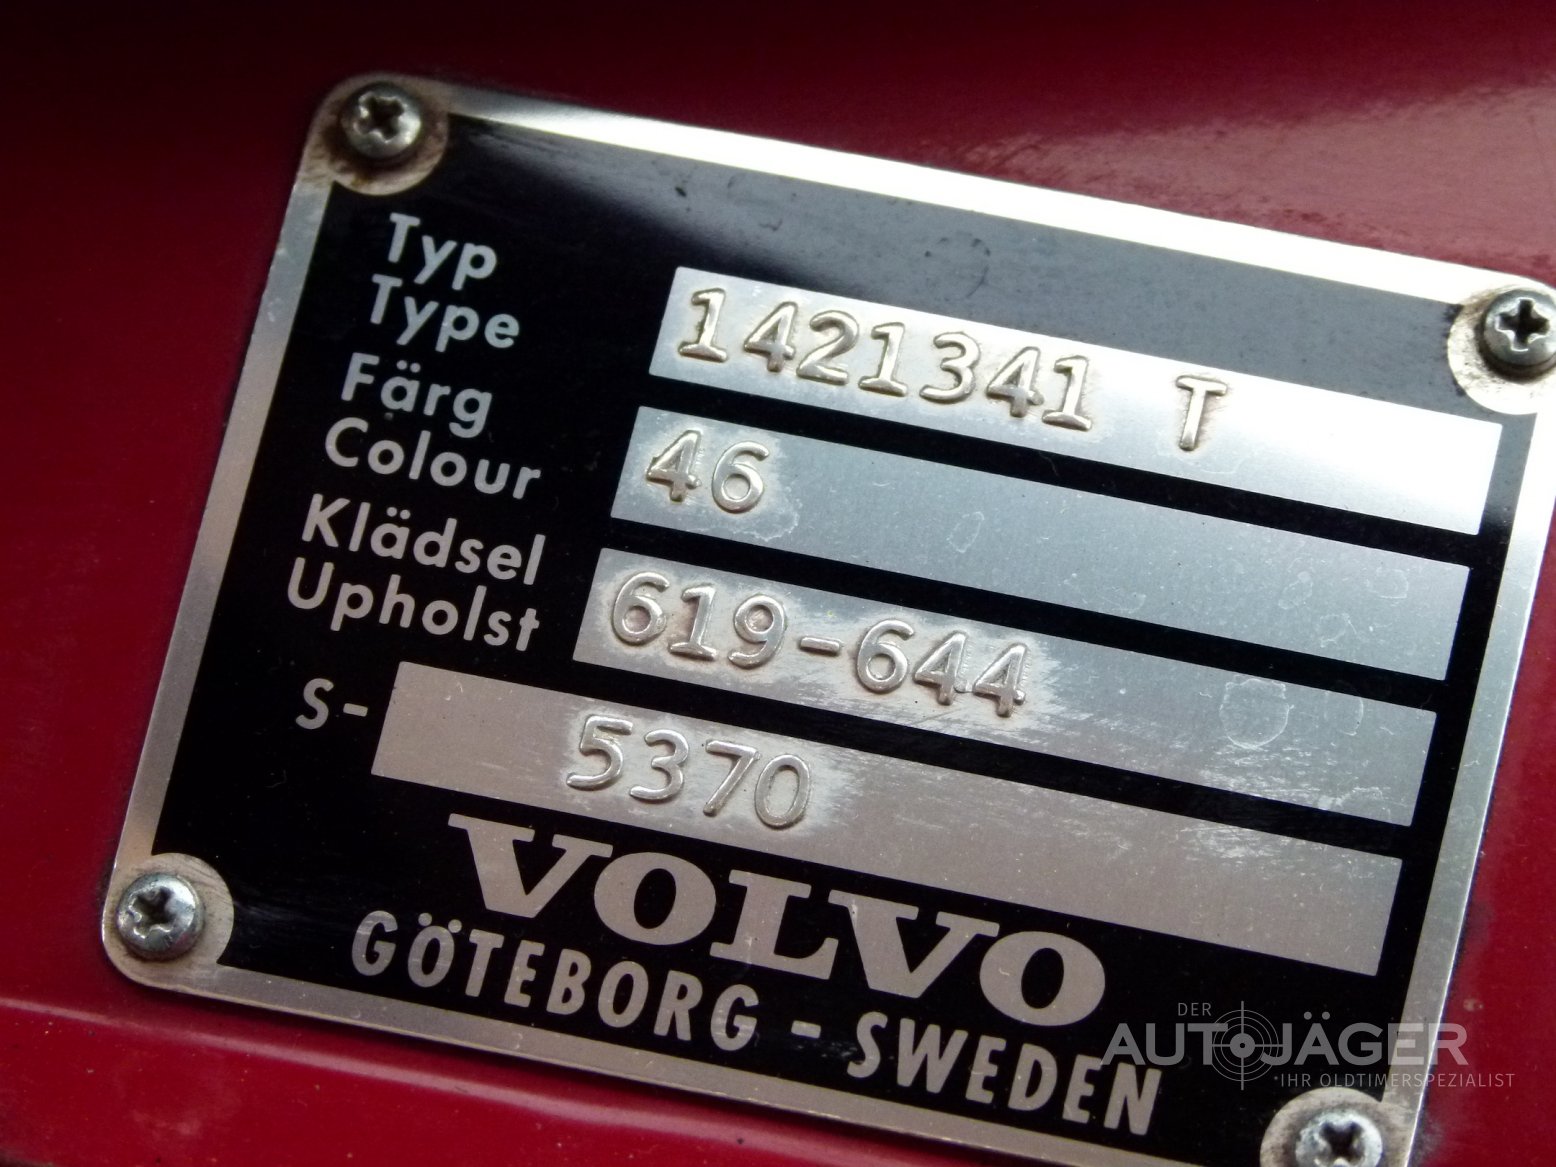 Typ
Type
1421341 T
Färg
Colour
46
Klädsel
Upholst
619-644
S- 5370
VOLVO
GÖTEBORG - SWEDEN
DER
AUTOJÄGER
IHR OLDTIMERSPEZIALIST